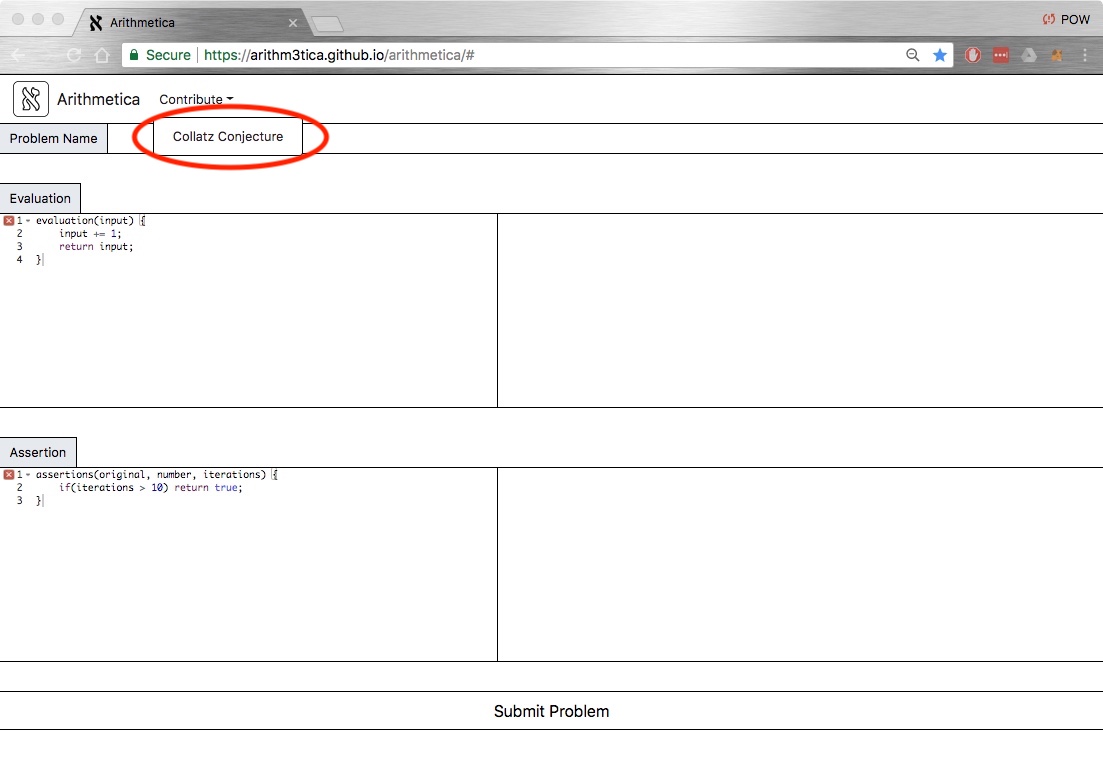 Arithmetica
POW
Secure https://arithm3tica.github.io/arithmetica/#
Arithmetica Contribute
Problem Name
Collatz Conjecture
Evaluation
1 evaluation(input) {
2 input += 1;
3 return input;
4 }
Assertion
1 assertions(original, number, iterations) {
2 if(iterations > 10) return true;
3 }
Submit Problem